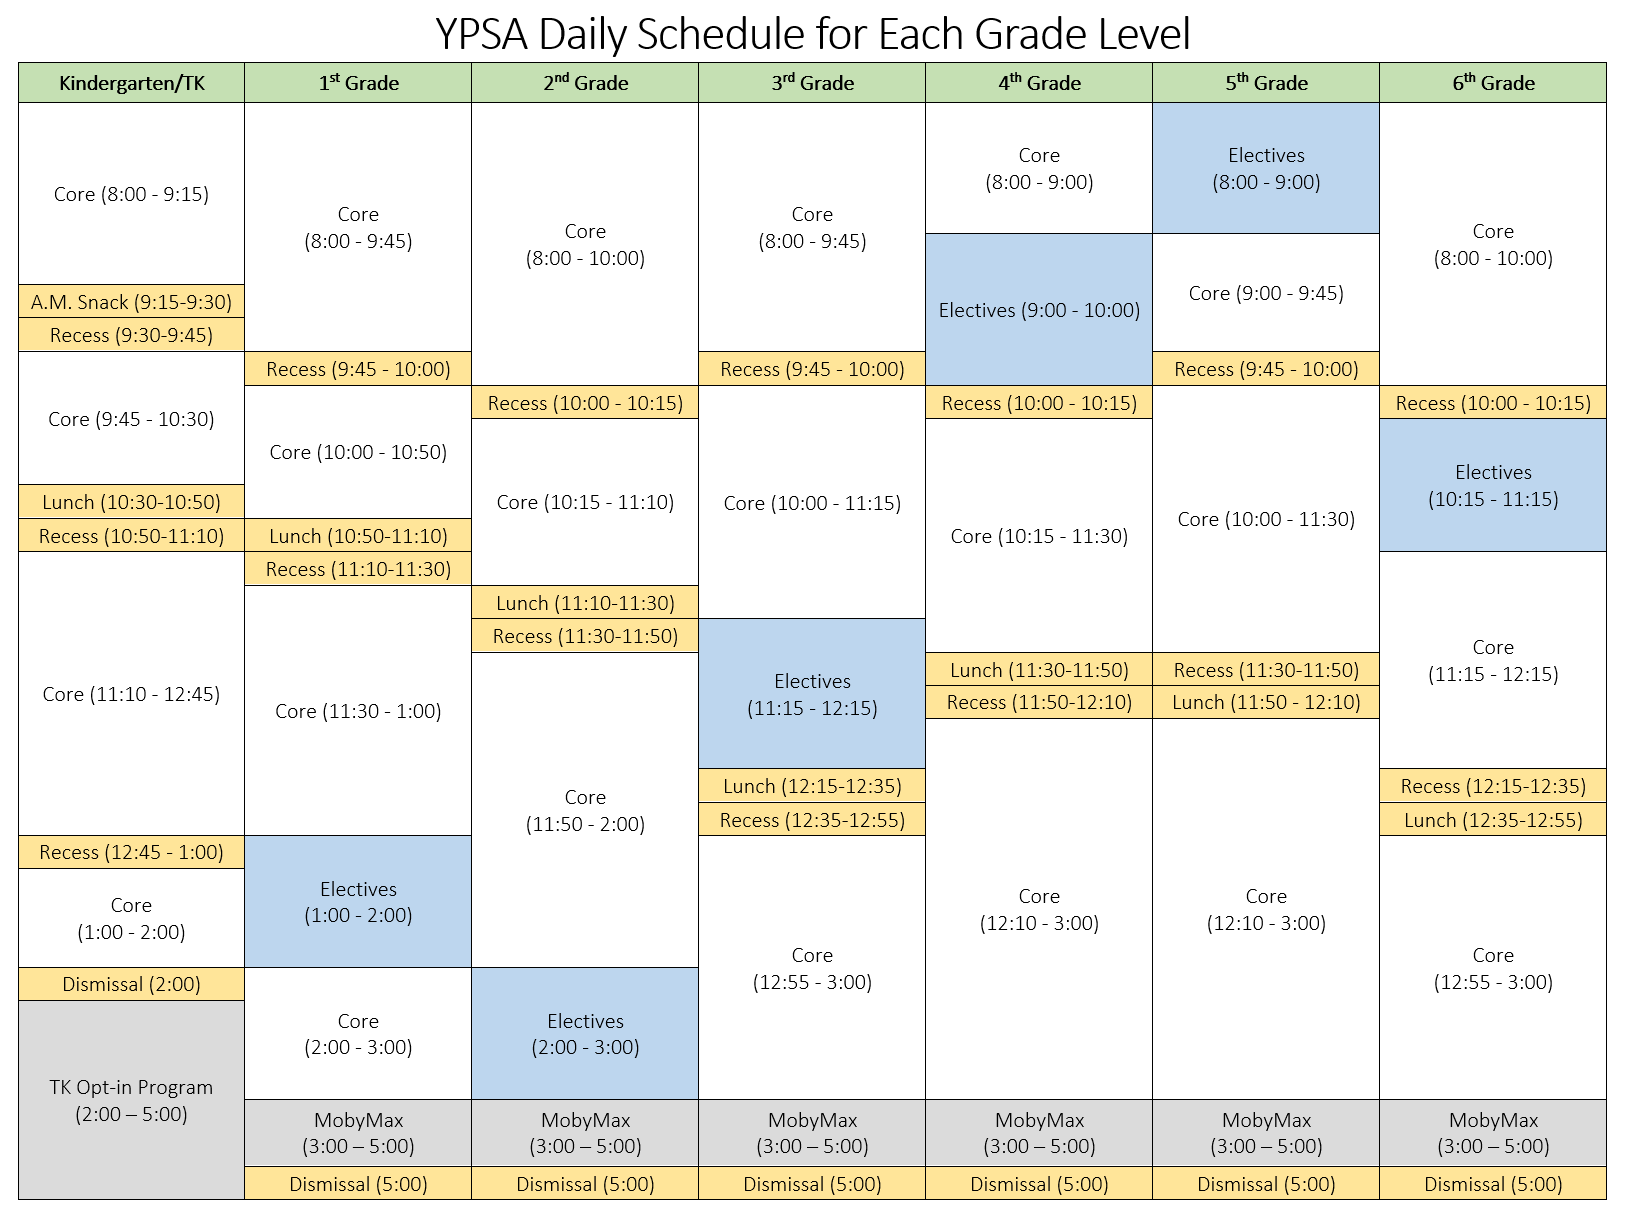 YPSA Daily Schedule for Each Grade Level
Kindergarten/TK
1st Grade
2nd Grade
3rd Grade
4th Grade
5th Grade
6th Grade
Core (8:00 - 9:15)
A.M. Snack (9:15-9:30)
Recess (9:30-9:45)
Core (9:45 - 10:30)
Lunch (10:30-10:50)
Recess (10:50-11:10)
Core (11:10 - 12:45)
Recess (12:45 - 1:00)
Core
(1:00 - 2:00)
Dismissal (2:00)
TK Opt-in Program
(2:00 – 5:00)
Core
(8:00 - 9:45)
Recess (9:45 - 10:00)
Core (10:00 - 10:50)
Lunch (10:50-11:10)
Recess (11:10-11:30)
Core (11:30 - 1:00)
Electives
(1:00 - 2:00)
Core
(2:00 - 3:00)
MobyMax
(3:00 – 5:00)
Dismissal (5:00)
Core
(8:00 - 10:00)
Recess (10:00 - 10:15)
Core (10:15 - 11:10)
Lunch (11:10-11:30)
Recess (11:30-11:50)
Core
(11:50 - 2:00)
Electives
(2:00 - 3:00)
MobyMax
(3:00 – 5:00)
Dismissal (5:00)
Core
(8:00 - 9:45)
Recess (9:45 - 10:00)
Core (10:00 - 11:15)
Electives
(11:15 - 12:15)
Lunch (12:15-12:35)
Recess (12:35-12:55)
Core
(12:55 - 3:00)
MobyMax
(3:00 – 5:00)
Dismissal (5:00)
Core
(8:00 - 9:00)
Electives (9:00 - 10:00)
Recess (10:00 - 10:15)
Core (10:15 - 11:30)
Lunch (11:30-11:50)
Recess (11:50-12:10)
Core
(12:10 - 3:00)
MobyMax
(3:00 – 5:00)
Dismissal (5:00)
Electives
(8:00 - 9:00)
Core (9:00 - 9:45)
Recess (9:45 - 10:00)
Core (10:00 - 11:30)
Recess (11:30-11:50)
Lunch (11:50 - 12:10)
Core
(12:10 - 3:00)
MobyMax
(3:00 – 5:00)
Dismissal (5:00)
Core
(8:00 - 10:00)
Recess (10:00 - 10:15)
Electives
(10:15 - 11:15)
Core
(11:15 - 12:15)
Recess (12:15-12:35)
Lunch (12:35-12:55)
Core
(12:55 - 3:00)
MobyMax
(3:00 – 5:00)
Dismissal (5:00)